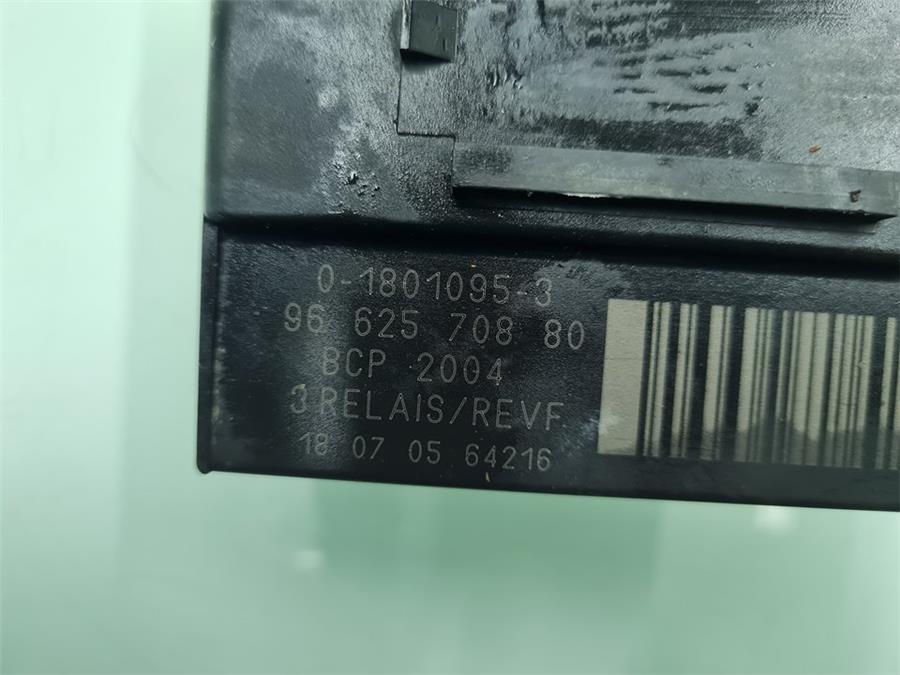 0-1801095-3
96 625 708 80
BCP 2004
3 RELAIS/REVF
18 07 05 64216